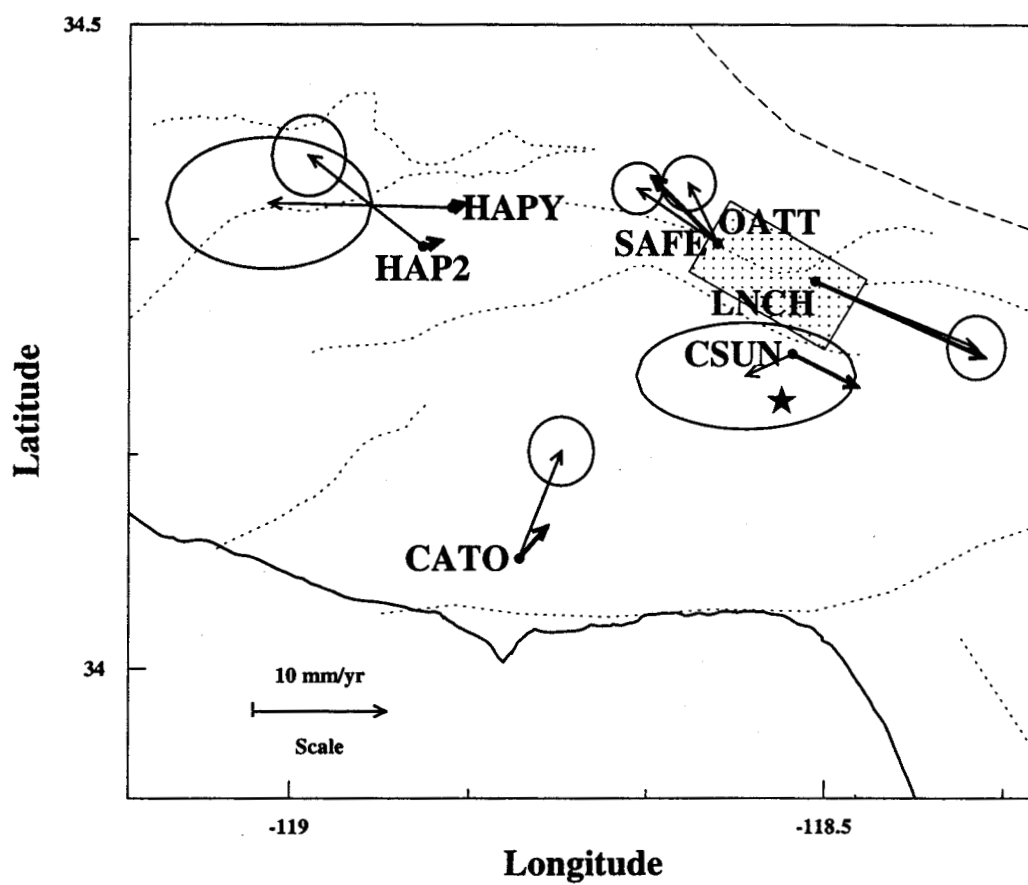 34.5
HAPY
OATT
SAFE
HAP2
LNCH
CSUN
Latitude
CATO
34
10 mm/yr
Scale
-119
-118.5
Longitude